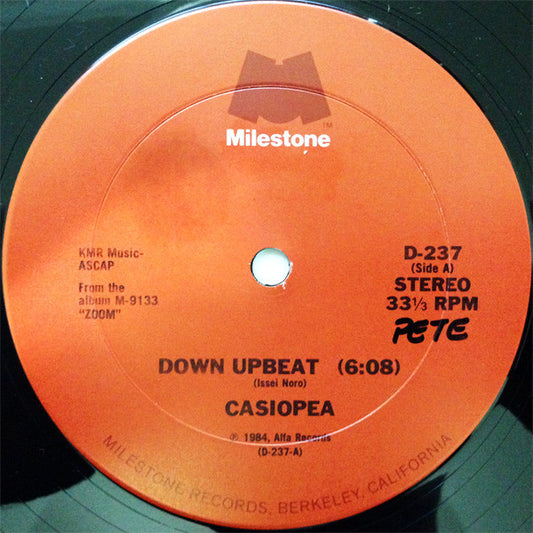 Milestone
™
KMR Music-
ASCAP
From the
album M-9133
"ZOOM"
D-237
(Side A)
STEREO
33⅓ RPM
PETE
DOWN UPBEAT (6:08)
(Issei Noro)
CASIOPEA
℗ 1984, Alfa Records
(D-237-A)
MILESTONE RECORDS, BERKELEY, CALIFORNIA